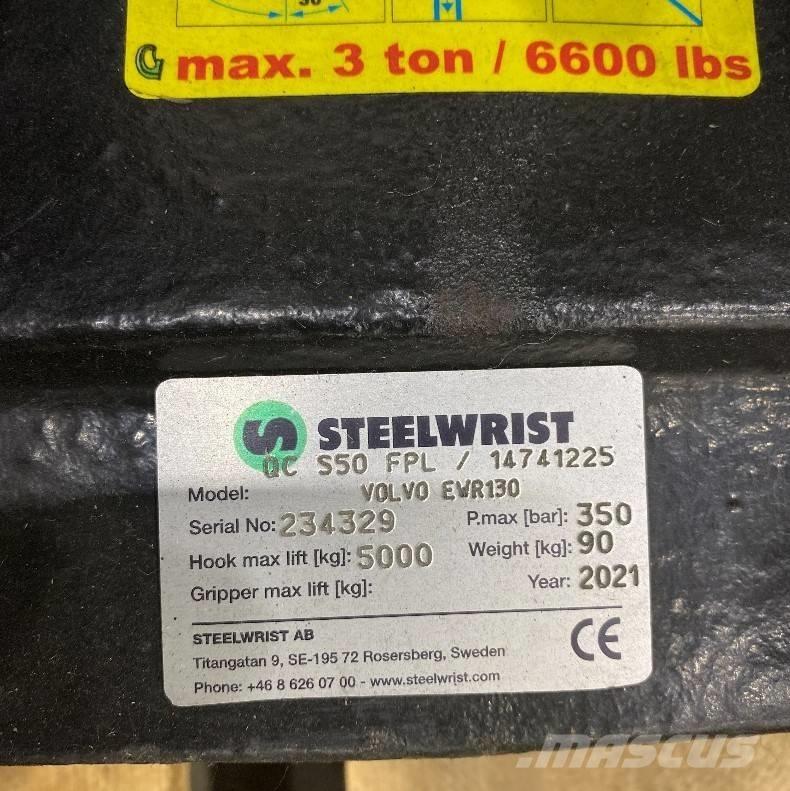 max. 3 ton / 6600 lbs
STEELWRIST
QC S50 FPL / 14741225
Model: VOLVO EWR130
Serial No: 234329 P.max [bar]: 350
Hook max lift [kg]: 5000 Weight [kg]: 90
Gripper max lift [kg]: Year: 2021
STEELWRIST AB
Titangatan 9, SE-195 72 Rosersberg, Sweden
Phone: +46 8 626 07 00 - www.steelwrist.com
CE
MASCUS